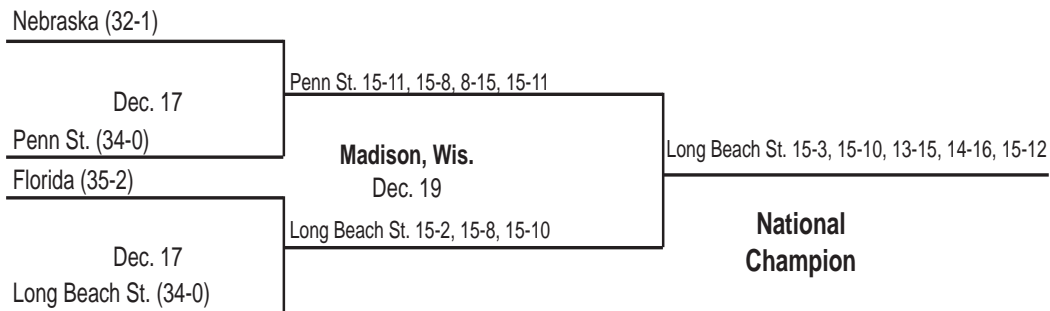 Nebraska (32-1)
Penn St. 15-11, 15-8, 8-15, 15-11
Dec. 17
Penn St. (34-0)
Madison, Wis.
Dec. 19
Long Beach St. 15-3, 15-10, 13-15, 14-16, 15-12
Florida (35-2)
Long Beach St. 15-2, 15-8, 15-10
National
Champion
Dec. 17
Long Beach St. (34-0)